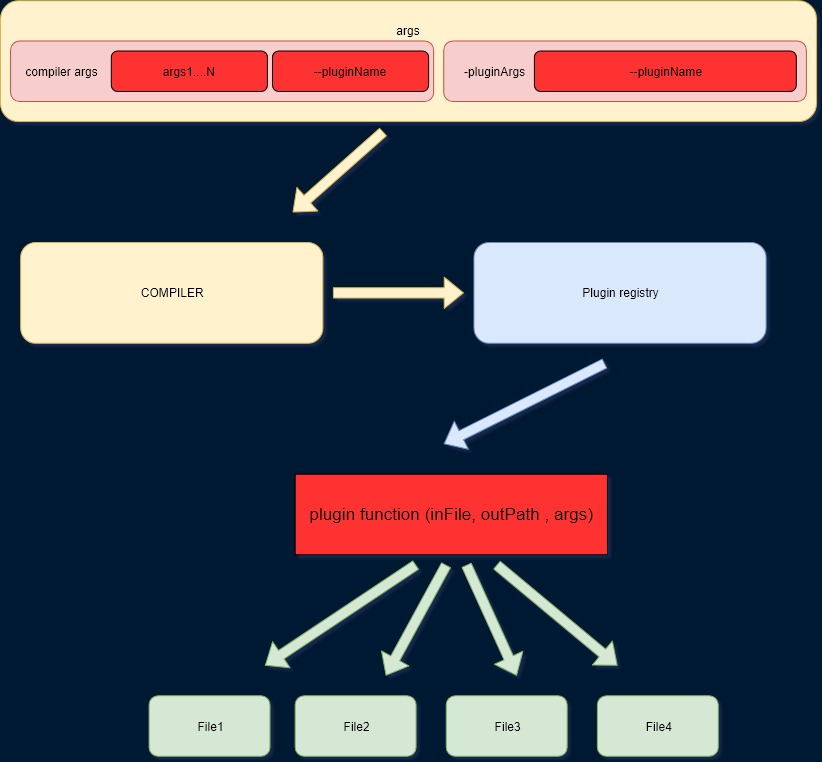 args
compiler args
args1....N
--pluginName
-pluginArgs
--pluginName
COMPILER
Plugin registry
plugin function (inFile, outPath , args)
File1
File2
File3
File4